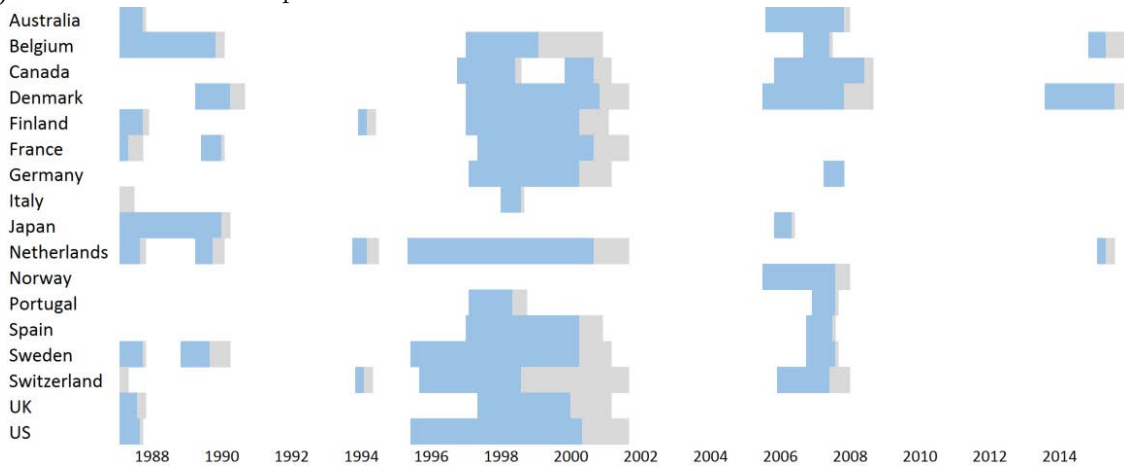 Australia
Belgium
Canada
Denmark
Finland
France
Germany
Italy
Japan
Netherlands
Norway
Portugal
Spain
Sweden
Switzerland
UK
US
1988 1990 1992 1994 1996 1998 2000 2002 2004 2006 2008 2010 2012 2014